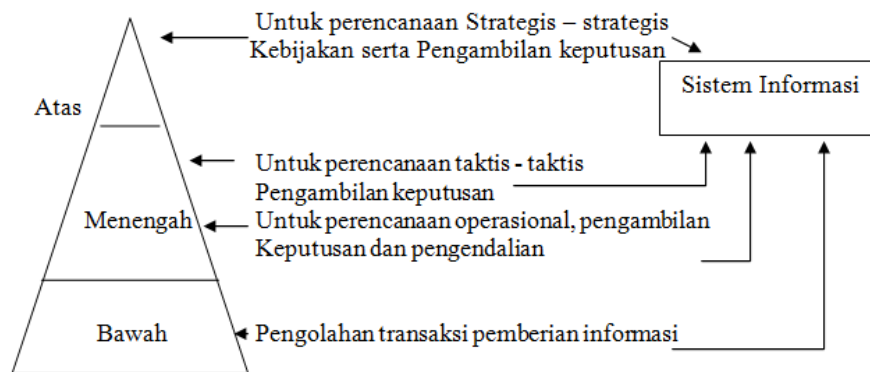 Untuk perencanaan Strategis – strategis
Kebijakan serta Pengambilan keputusan
Sistem Informasi
Atas
Untuk perencanaan taktis - taktis
Pengambilan keputusan
Menengah
Untuk perencanaan operasional, pengambilan
Keputusan dan pengendalian
Bawah
Pengolahan transaksi pemberian informasi